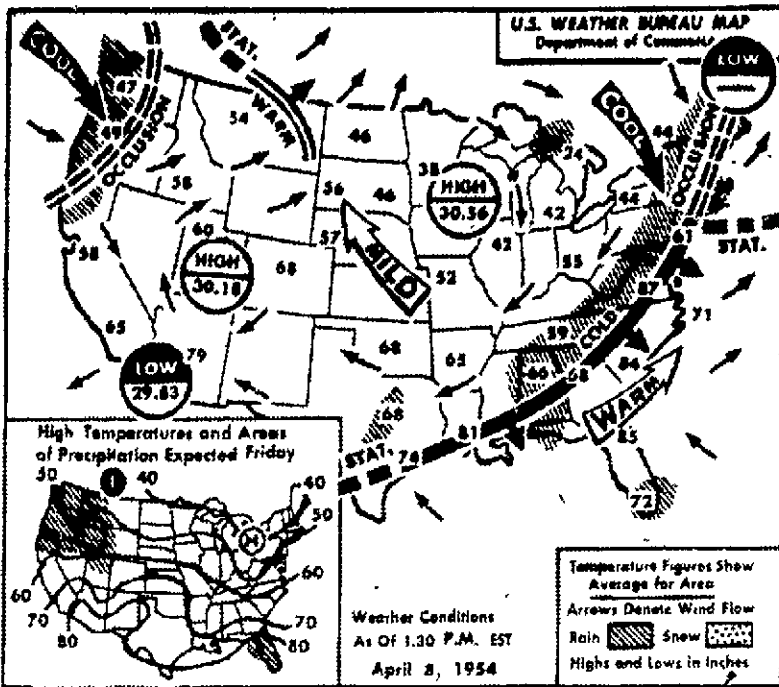 U.S. WEATHER BUREAU MAP
Department of Commerce
LOW
COOL
STAT.
WARM
OCCLUSION
47
49
54
46
38
HIGH
30.36
34
COOL
44
OCCLUSION
58
56
46
42
44
61
STAT.
58
60
57
MILD
42
55
HIGH
30.18
68
52
87
71
65
79
68
65
59
COLD
66
68
84
WARM
LOW
29.83
68
81
85
STAT.
74
72
High Temperatures and Areas
of Precipitation Expected Friday
50
40
40
50
H
60
60
70
70
80
80
Weather Conditions
As Of 1.30 P.M. EST
April 8, 1954
Temperature Figures Show
Average for Area
Arrows Denote Wind Flow
Rain
Snow
Highs and Lows in Inches